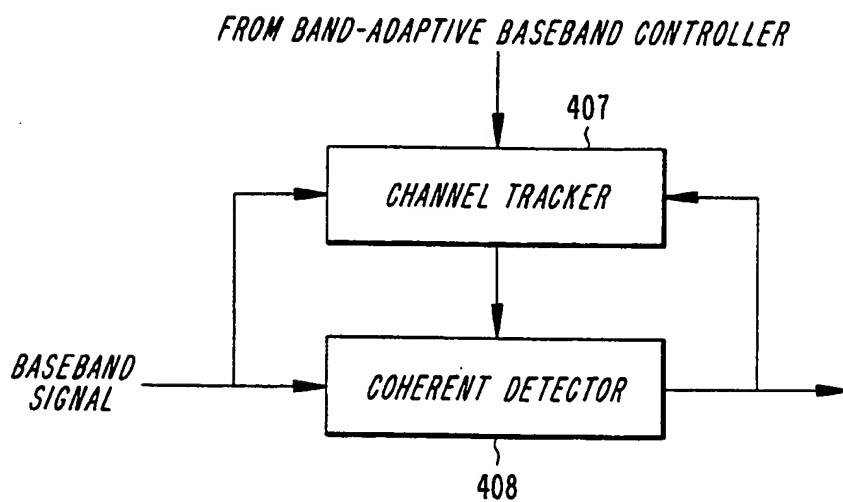 FROM BAND-ADAPTIVE BASEBAND CONTROLLER
407
CHANNEL TRACKER
BASEBAND
SIGNAL
COHERENT DETECTOR
408